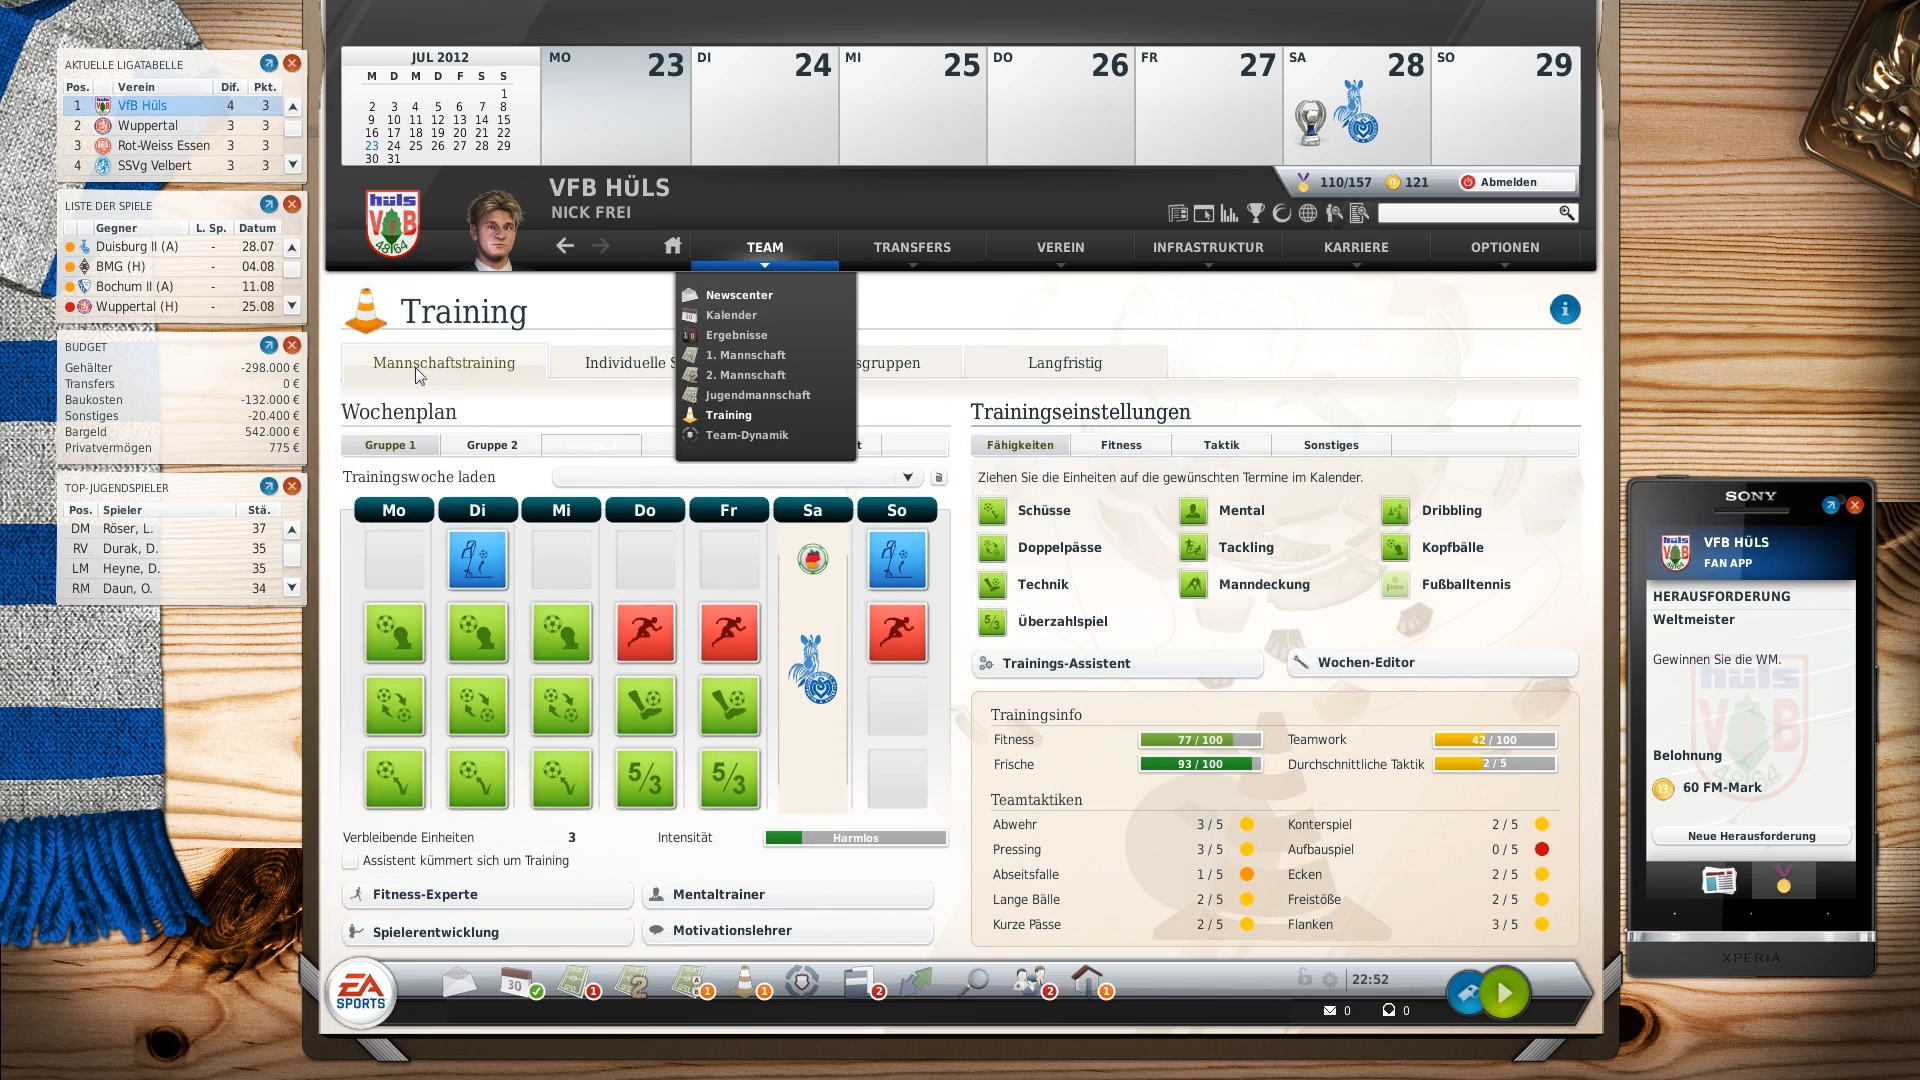 AKTUELLE LIGATABELLE
Pos. Verein Dif. Pkt.
1 VfB Hüls 4 3
2 Wuppertal 3 3
3 Rot-Weiss Essen 3 3
4 SSVg Velbert 3 3
LISTE DER SPIELE
Gegner L. Sp. Datum
Duisburg II (A) - 28.07
BMG (H) - 04.08
Bochum II (A) - 11.08
Wuppertal (H) - 25.08
BUDGET
Gehälter -298.000 €
Transfers 0 €
Baukosten -132.000 €
Sonstiges -20.400 €
Bargeld 542.000 €
Privatvermögen 775 €
TOP-JUGENDSPIELER
Pos. Spieler Stä.
DM Röser, L. 37
RV Durak, D. 35
LM Heyne, D. 35
RM Daun, O. 34
JUL 2012
M D M D F S S
1
2 3 4 5 6 7 8
9 10 11 12 13 14 15
16 17 18 19 20 21 22
23 24 25 26 27 28 29
30 31
MO 23 DI 24 MI 25 DO 26 FR 27 SA 28 SO 29
110/157 121 Abmelden
hüls
VFB HÜLS
NICK FREI
TEAM TRANSFERS VEREIN INFRASTRUKTUR KARRIERE OPTIONEN
Newscenter
Kalender
Ergebnisse
1. Mannschaft
2. Mannschaft
Jugendmannschaft
Training
Team-Dynamik
Training
Mannschaftstraining Individuelle S sgruppen Langfristig
Wochenplan
Gruppe 1 Gruppe 2 t
Trainingswoche laden
Mo Di Mi Do Fr Sa So
5/3 5/3
Verbleibende Einheiten 3 Intensität Harmlos
Assistent kümmert sich um Training
Fitness-Experte Mentaltrainer
Spielerentwicklung Motivationslehrer
Trainingseinstellungen
Fähigkeiten Fitness Taktik Sonstiges
Ziehen Sie die Einheiten auf die gewünschten Termine im Kalender.
Schüsse Mental Dribbling
Doppelpässe Tackling Kopfbälle
Technik Manndeckung Fußballtennis
5/3 Überzahlspiel
Trainings-Assistent Wochen-Editor
Trainingsinfo
Fitness 77 / 100 Teamwork 42 / 100
Frische 93 / 100 Durchschnittliche Taktik 2 / 5
Teamtaktiken
Abwehr 3 / 5 Konterspiel 2 / 5
Pressing 3 / 5 Aufbauspiel 0 / 5
Abseitsfalle 1 / 5 Ecken 2 / 5
Lange Bälle 2 / 5 Freistöße 2 / 5
Kurze Pässe 2 / 5 Flanken 3 / 5
EA SPORTS
30 1 2 1 1 2 2 1
22:52
0 0
SONY
VFB HÜLS
FAN APP
HERAUSFORDERUNG
Weltmeister
Gewinnen Sie die WM.
Belohnung
60 FM-Mark
Neue Herausforderung
XPERIA